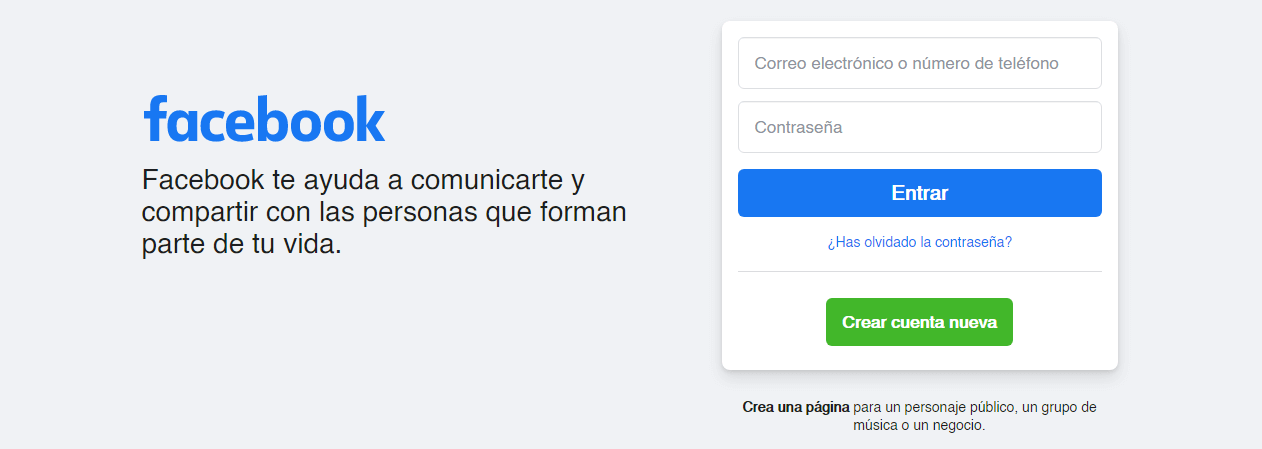 facebook
Facebook te ayuda a comunicarte y
compartir con las personas que forman
parte de tu vida.
Correo electrónico o número de teléfono
Contraseña
Entrar
¿Has olvidado la contraseña?
Crear cuenta nueva
Crea una página para un personaje público, un grupo de
música o un negocio.